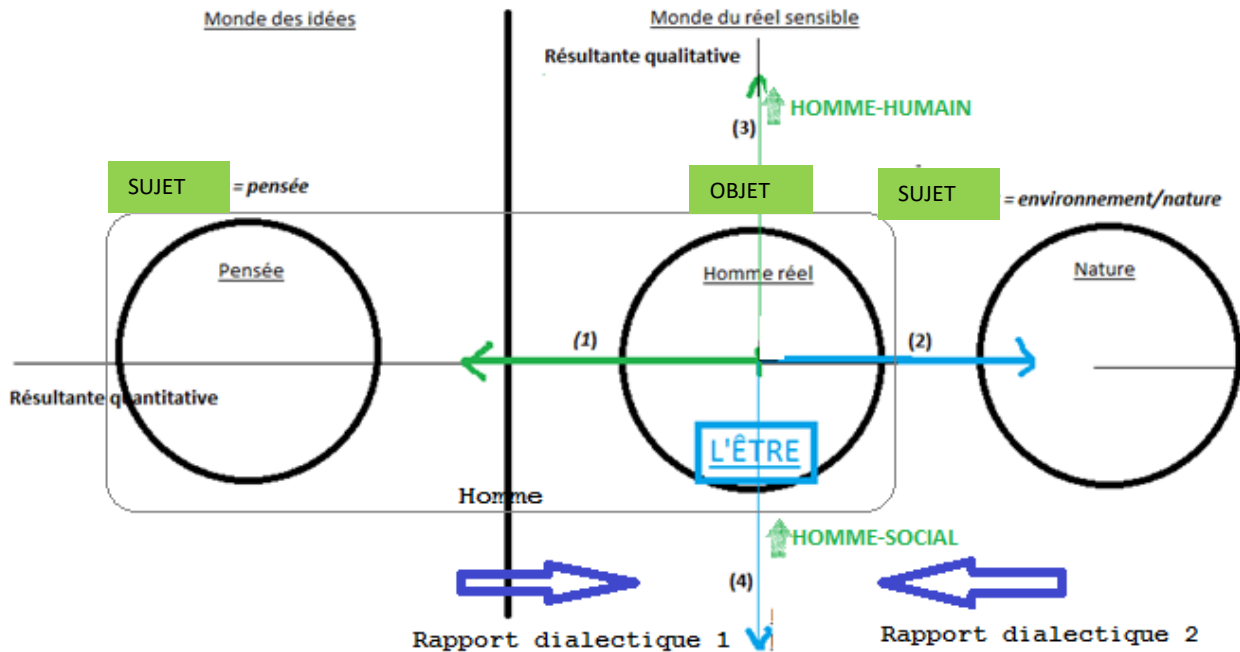 Monde des idées
Monde du réel sensible
Résultante qualitative
HOMME-HUMAIN
(3)
SUJET = pensée
OBJET
SUJET = environnement/nature
Pensée
Homme réel
Nature
(1)
(2)
Résultante quantitative
L'ÊTRE
Homme
HOMME-SOCIAL
(4)
Rapport dialectique 1
Rapport dialectique 2